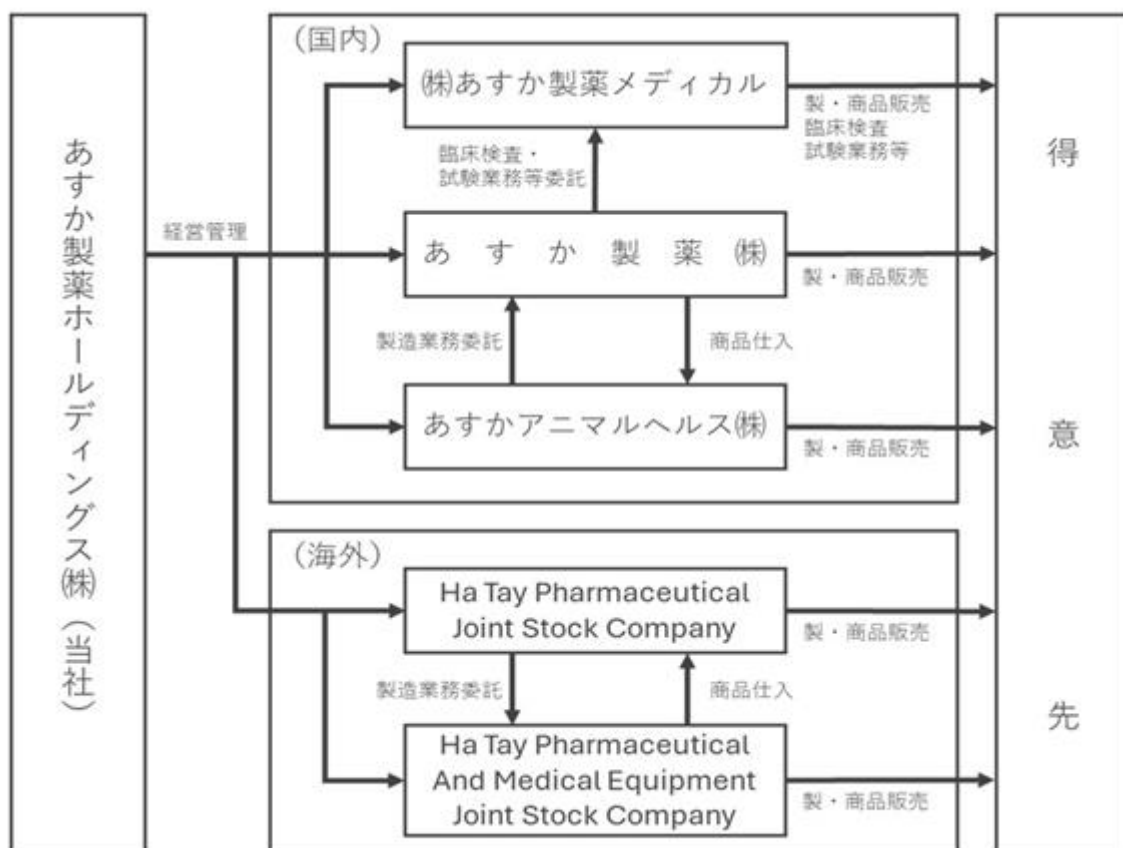 あすか製薬ホールディングス㈱（当社）
経営管理
（国内）
㈱あすか製薬メディカル
製・商品販売
臨床検査
試験業務等
臨床検査・
試験業務等委託
あすか製薬㈱
製・商品販売
製造業務委託
商品仕入
あすかアニマルヘルス㈱
製・商品販売
（海外）
Ha Tay Pharmaceutical
Joint Stock Company
製・商品販売
製造業務委託
商品仕入
Ha Tay Pharmaceutical
And Medical Equipment
Joint Stock Company
製・商品販売
得意先